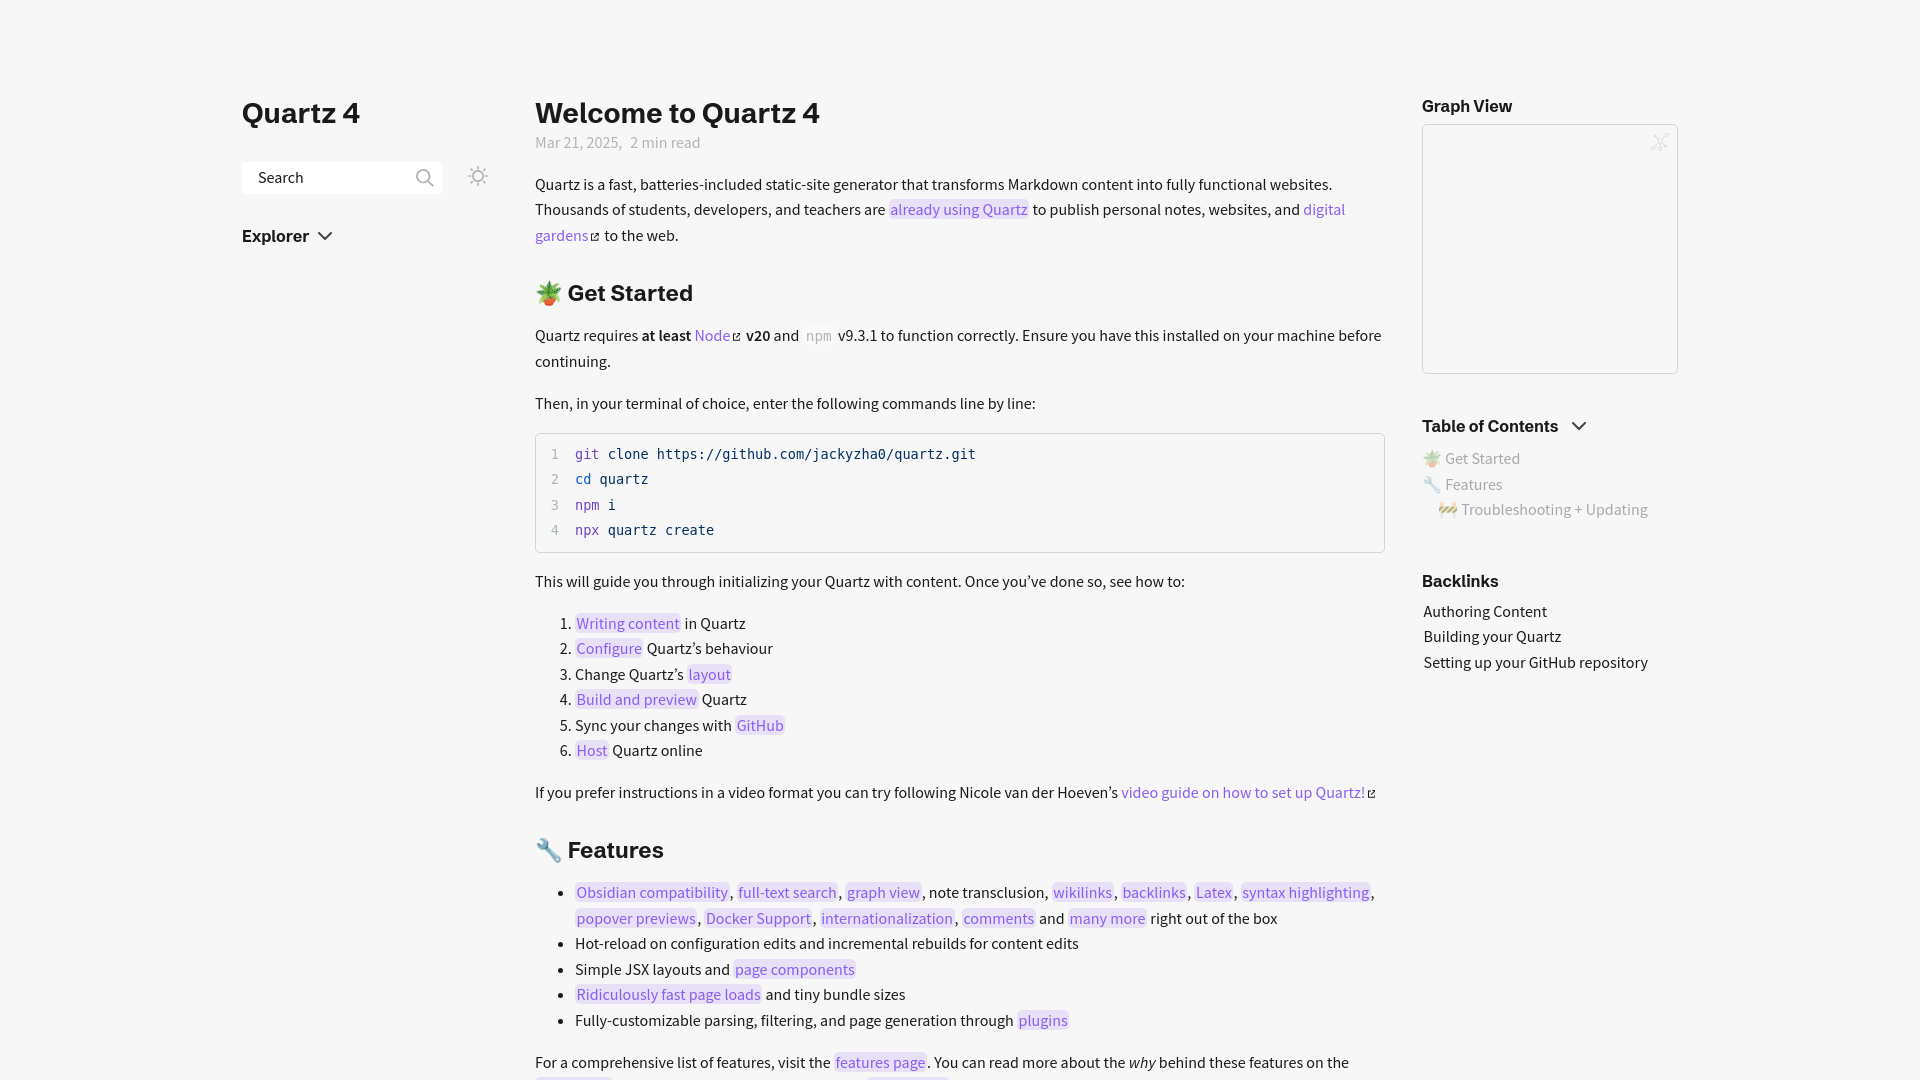 Quartz 4
Search
Explorer
Welcome to Quartz 4
Mar 21, 2025, 2 min read
Quartz is a fast, batteries-included static-site generator that transforms Markdown content into fully functional websites.
Thousands of students, developers, and teachers are already using Quartz to publish personal notes, websites, and digital
gardens to the web.
🪴 Get Started
Quartz requires at least Node v20 and npm v9.3.1 to function correctly. Ensure you have this installed on your machine before
continuing.
Then, in your terminal of choice, enter the following commands line by line:
1 git clone https://github.com/jackyzha0/quartz.git
2 cd quartz
3 npm i
4 npx quartz create
This will guide you through initializing your Quartz with content. Once you’ve done so, see how to:
1. Writing content in Quartz
2. Configure Quartz’s behaviour
3. Change Quartz’s layout
4. Build and preview Quartz
5. Sync your changes with GitHub
6. Host Quartz online
If you prefer instructions in a video format you can try following Nicole van der Hoeven’s video guide on how to set up Quartz!
🔧 Features
• Obsidian compatibility, full-text search, graph view, note transclusion, wikilinks, backlinks, Latex, syntax highlighting,
popover previews, Docker Support, internationalization, comments and many more right out of the box
• Hot-reload on configuration edits and incremental rebuilds for content edits
• Simple JSX layouts and page components
• Ridiculously fast page loads and tiny bundle sizes
• Fully-customizable parsing, filtering, and page generation through plugins
For a comprehensive list of features, visit the features page. You can read more about the why behind these features on the
Graph View
Table of Contents
🪴 Get Started
🔧 Features
🚧 Troubleshooting + Updating
Backlinks
Authoring Content
Building your Quartz
Setting up your GitHub repository